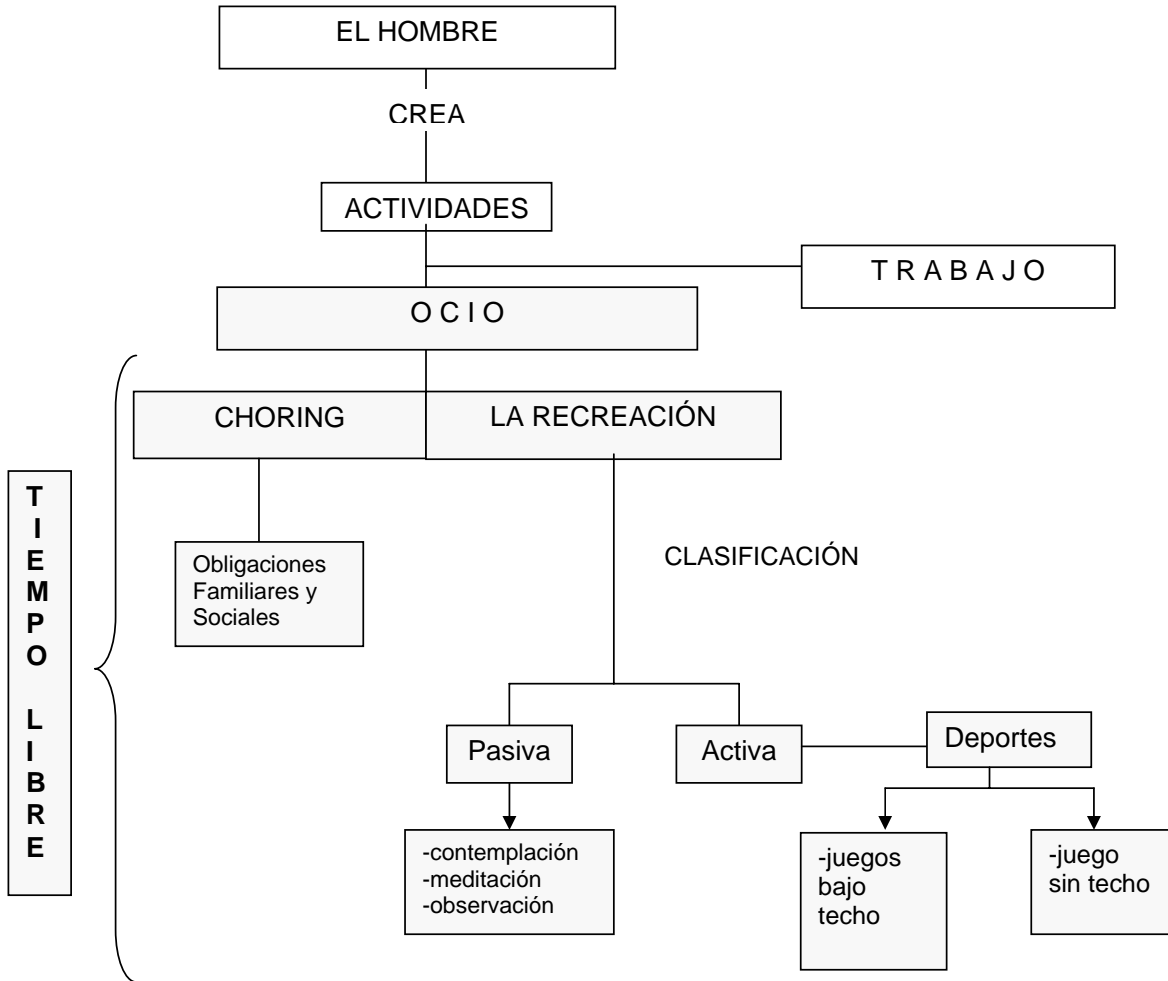 EL HOMBRE
CREA
ACTIVIDADES
T R A B A J O
O C I O
CHORING
LA RECREACIÓN
T
I
E
M
P
O
L
I
B
R
E
Obligaciones
Familiares y
Sociales
CLASIFICACIÓN
Pasiva
Activa
Deportes
-contemplación
-meditación
-observación
-juegos
bajo
techo
-juego
sin techo